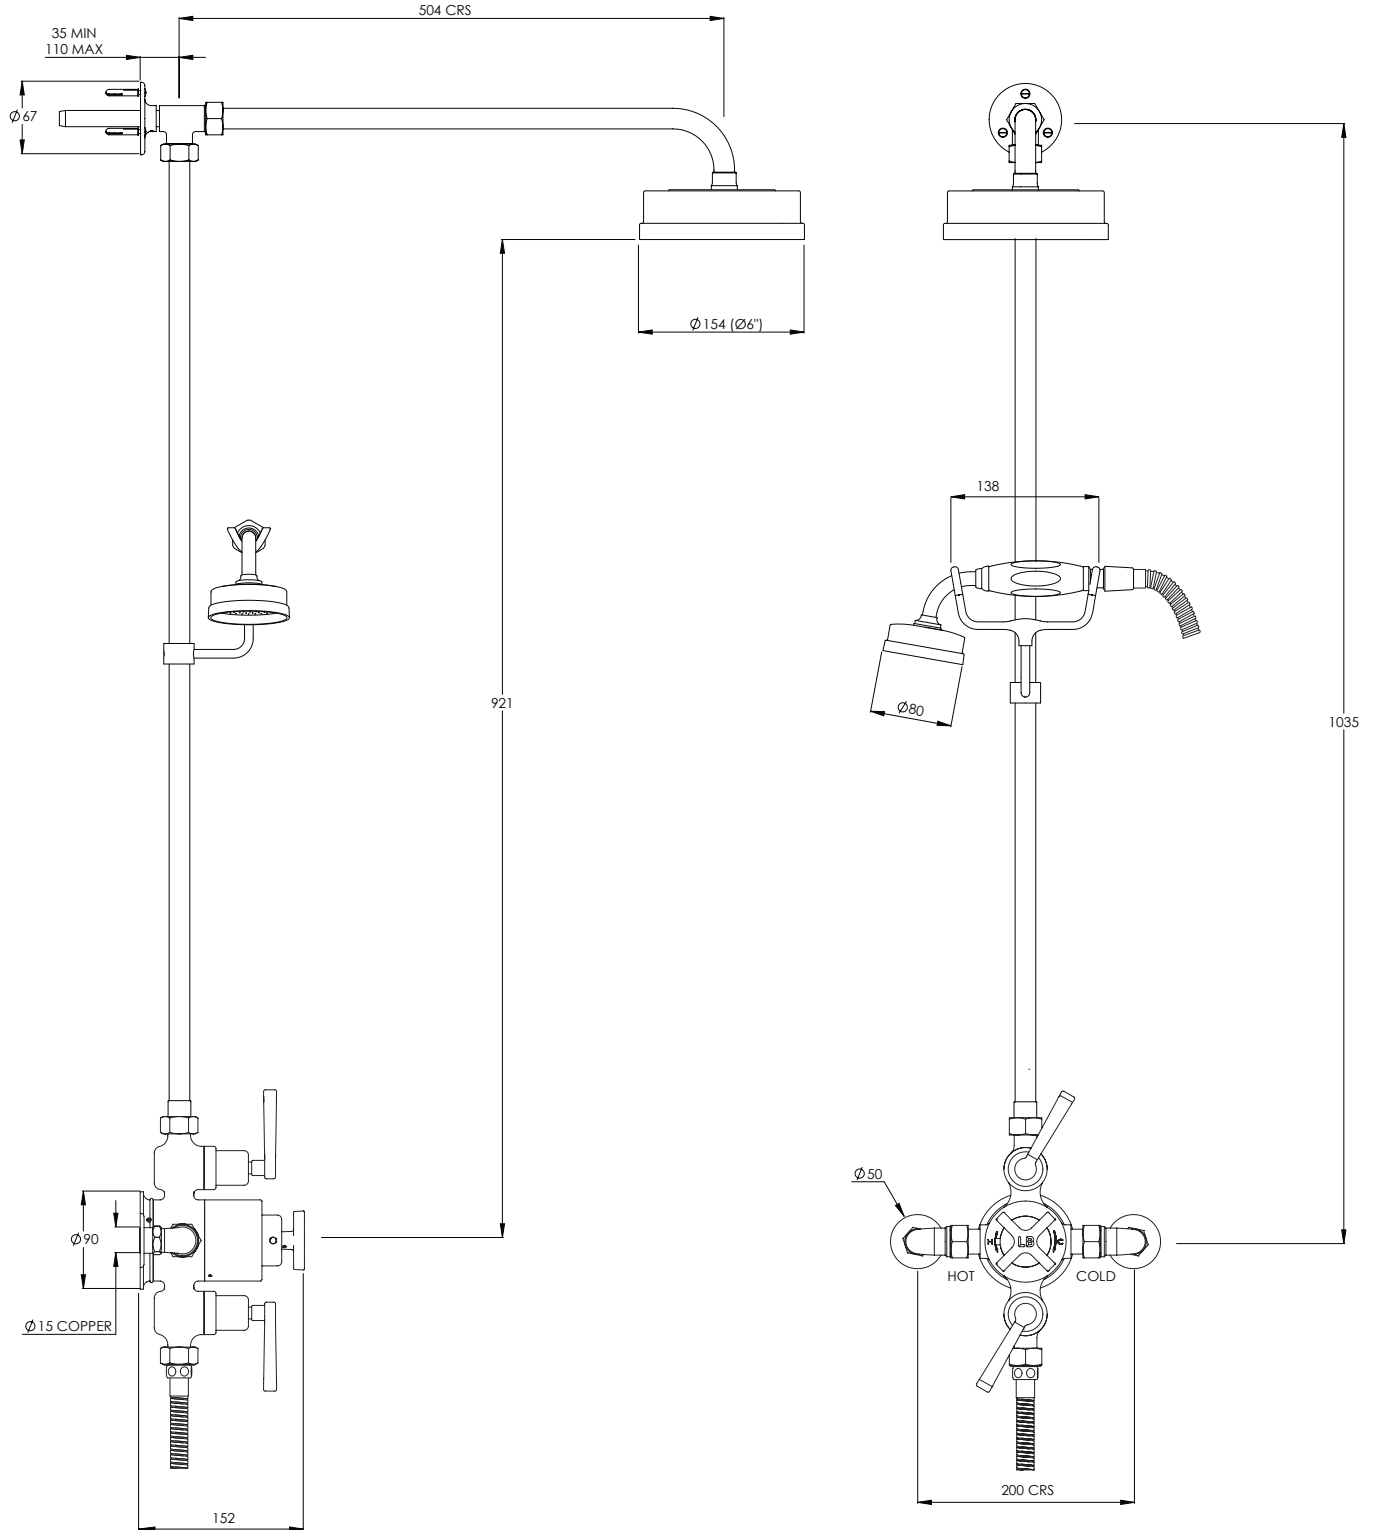 504 CRS
35 MIN
110 MAX
Ø67
Ø154 (Ø6")
138
Ø80
921
1035
Ø50
Ø90
H LB C
HOT COLD
Ø15 COPPER
200 CRS
152